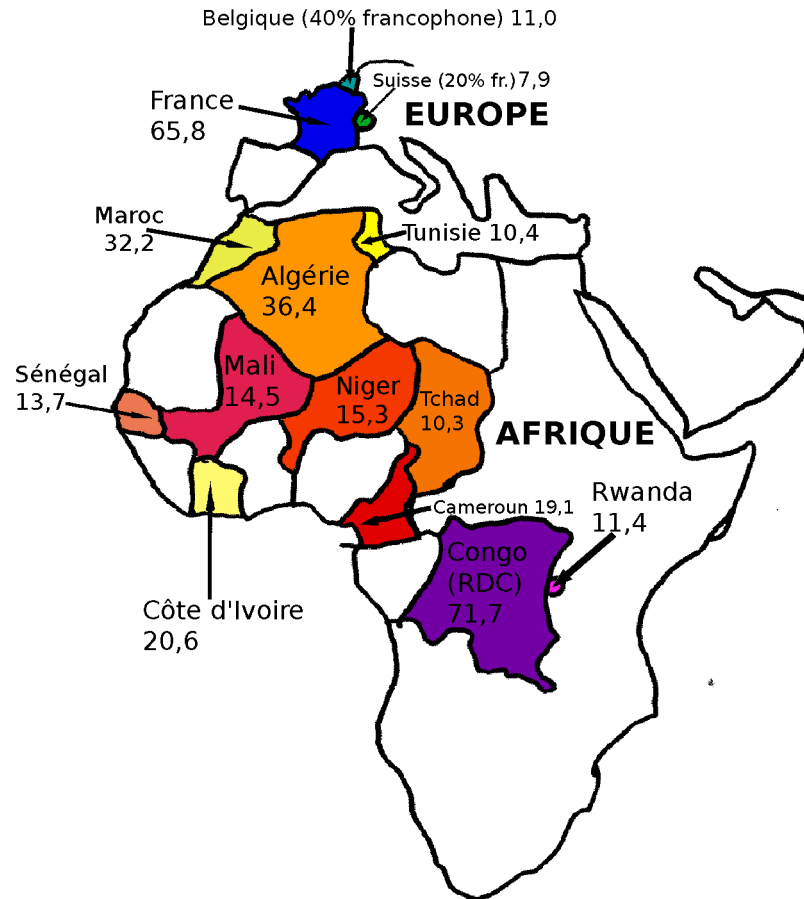 Belgique (40% francophone) 11,0
Suisse (20% fr.) 7,9
France
65,8
EUROPE
Maroc
32,2
Tunisie 10,4
Algérie
36,4
Sénégal
13,7
Mali
14,5
Niger
15,3
Tchad
10,3
AFRIQUE
Cameroun 19,1
Rwanda
11,4
Congo
(RDC)
71,7
Côte d'Ivoire
20,6